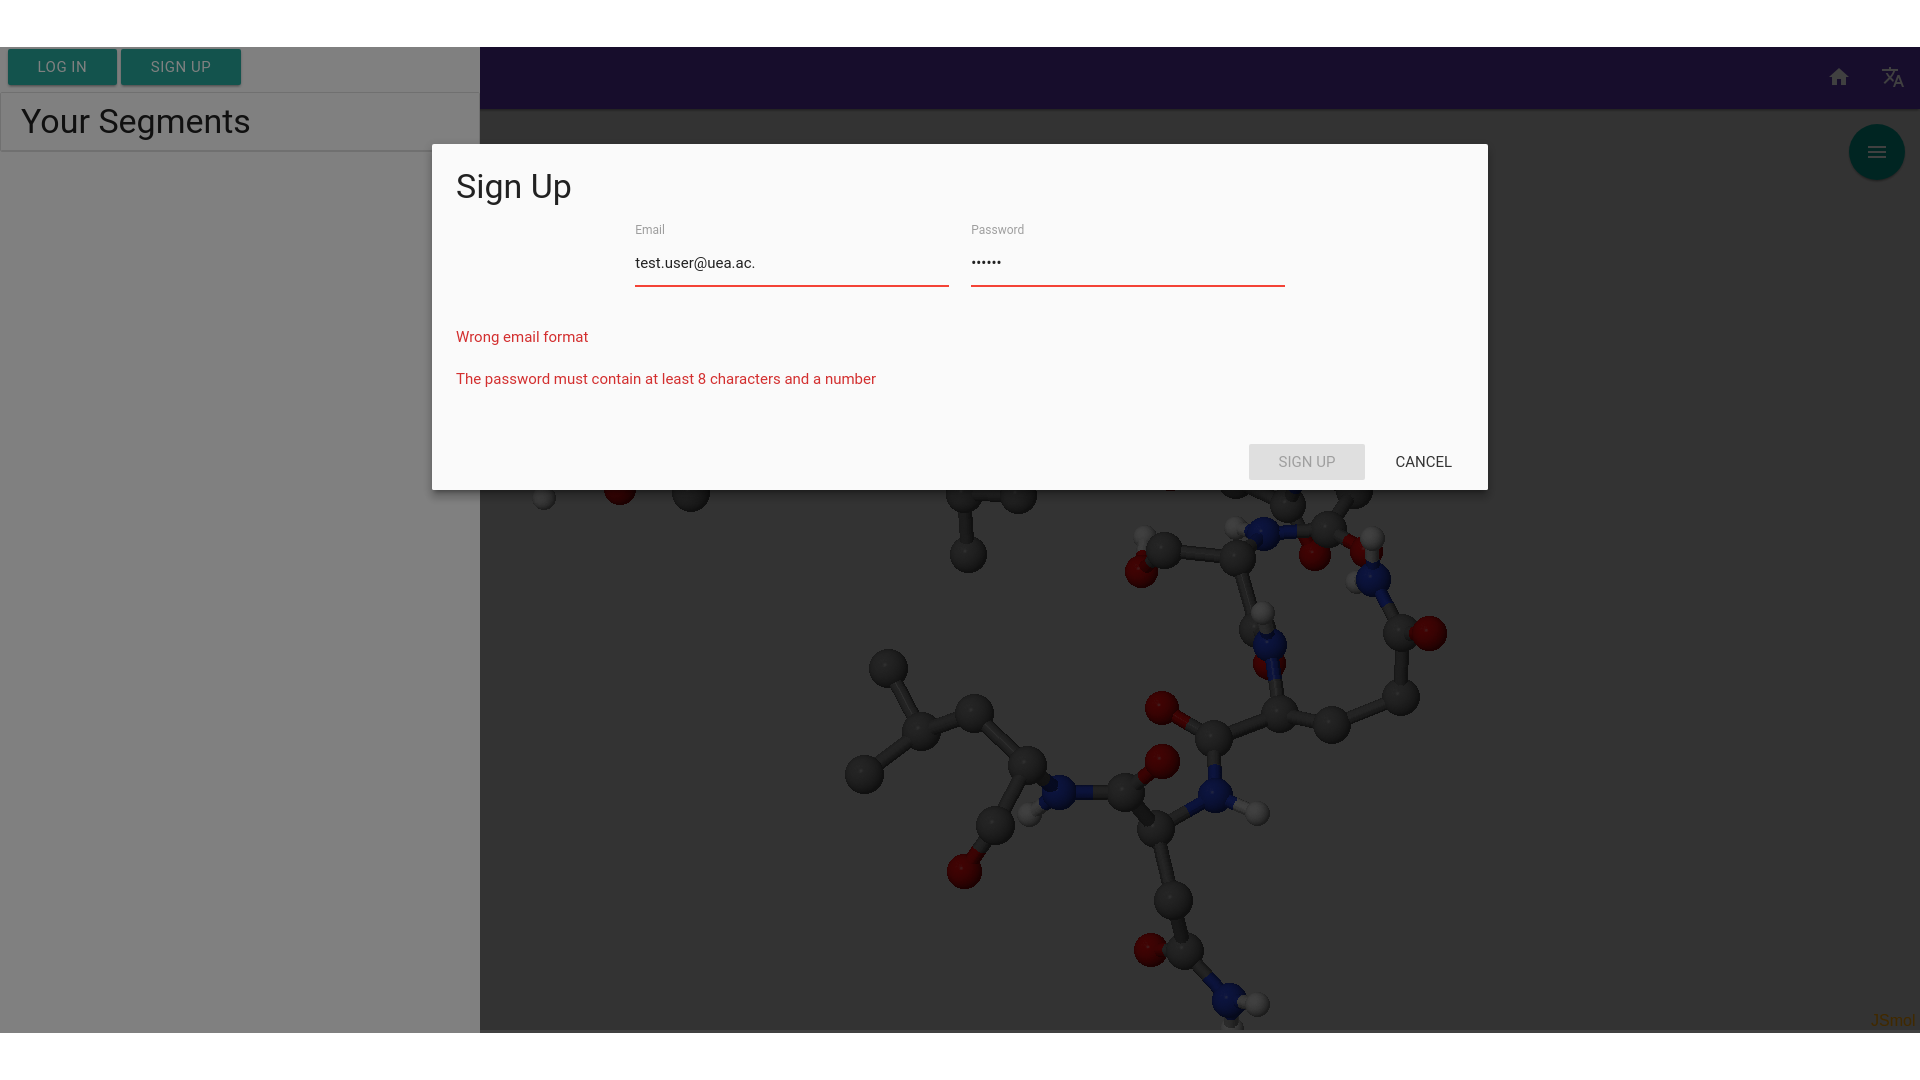 LOG IN
SIGN UP
Your Segments
Sign Up
Email
Password
test.user@uea.ac.
••••••
Wrong email format
The password must contain at least 8 characters and a number
SIGN UP
CANCEL
JSmol